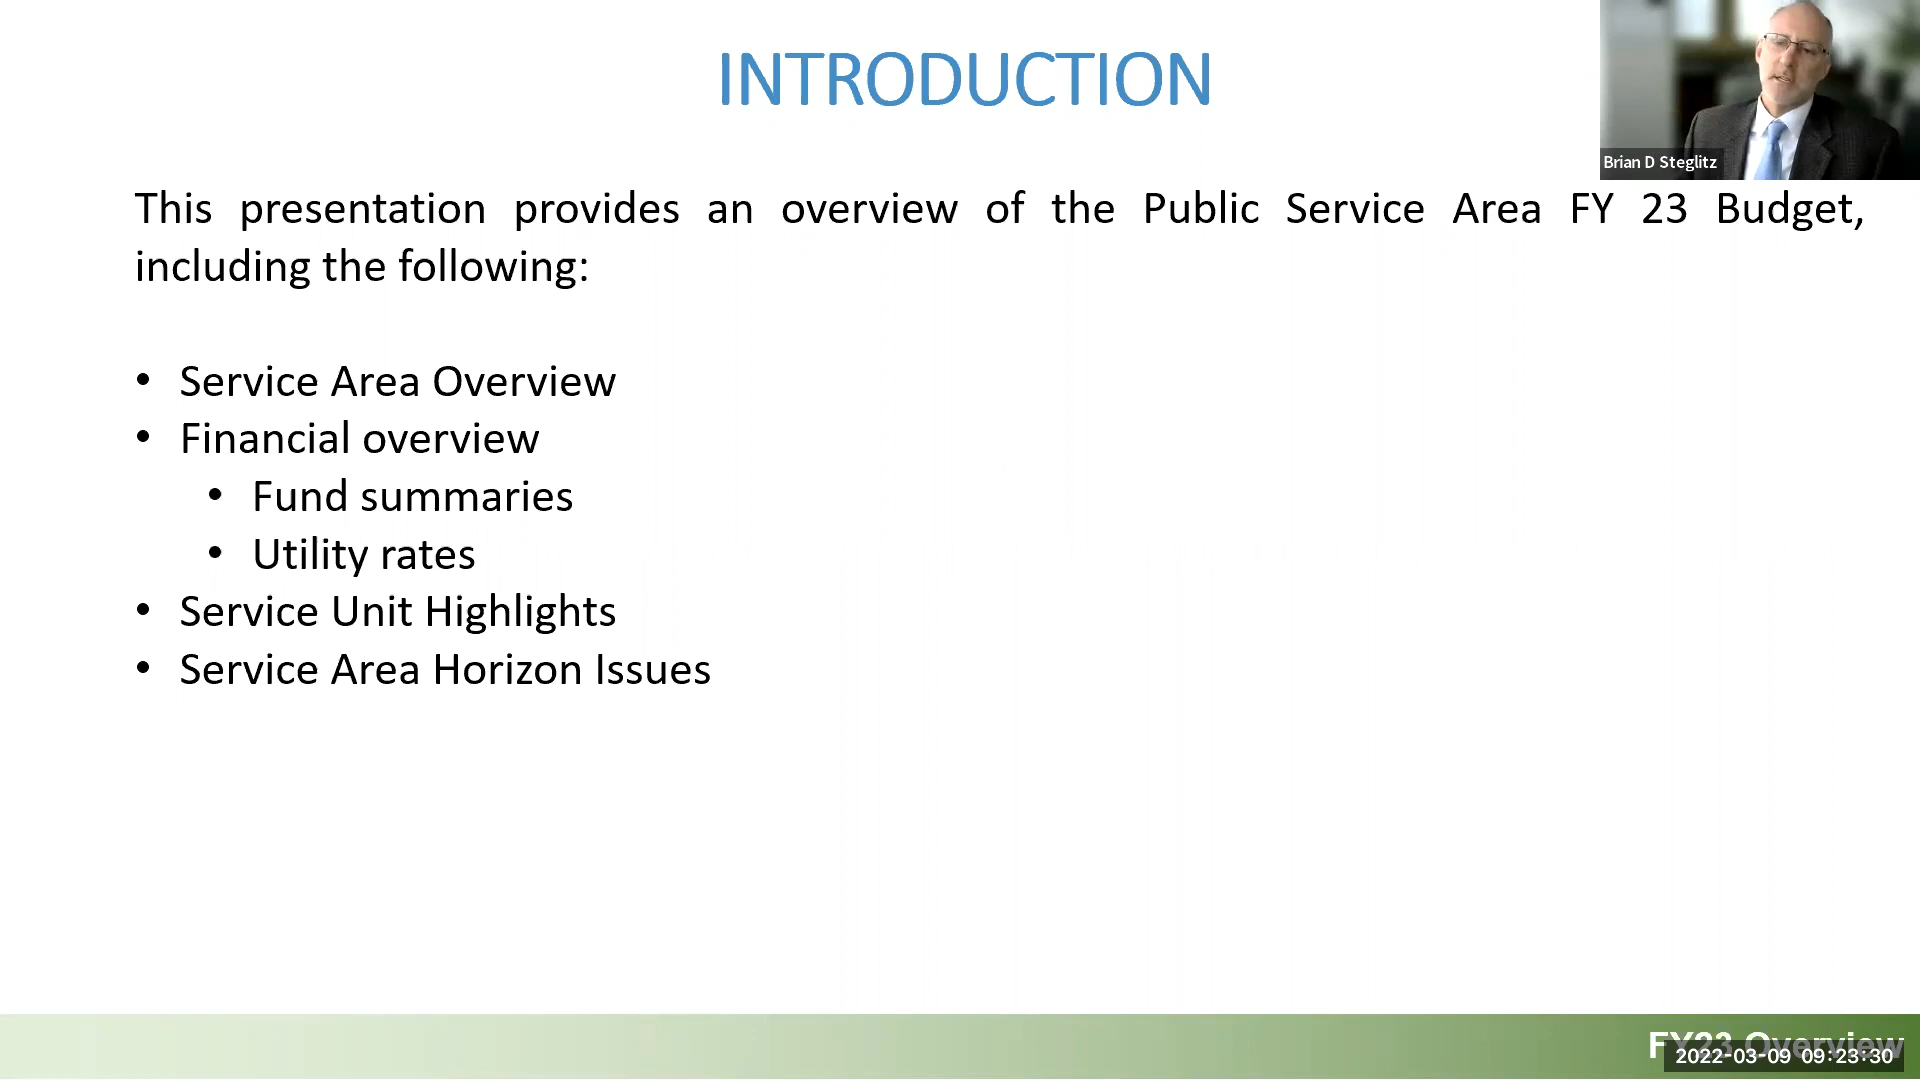 INTRODUCTION
Brian D Steglitz
This presentation provides an overview of the Public Service Area FY 23 Budget,
including the following:
• Service Area Overview
• Financial overview
• Fund summaries
• Utility rates
• Service Unit Highlights
• Service Area Horizon Issues
FY23 Overview
2022-03-09 09:23:30